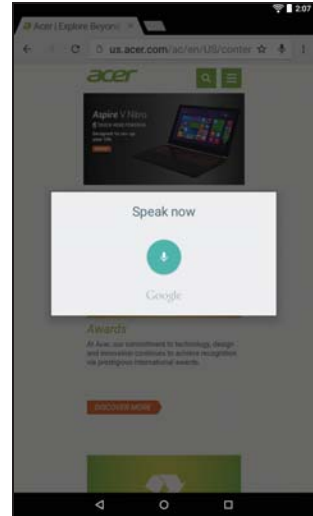 2:07
Acer | Explore Beyond
us.acer.com/ac/en/US/conter
acer
Aspire V Nitro
Speak now
Google
Awards
At Acer, our commitment to technology, design
and innovation continues to achieve recognition
via prestigious international awards.
DISCOVER MORE